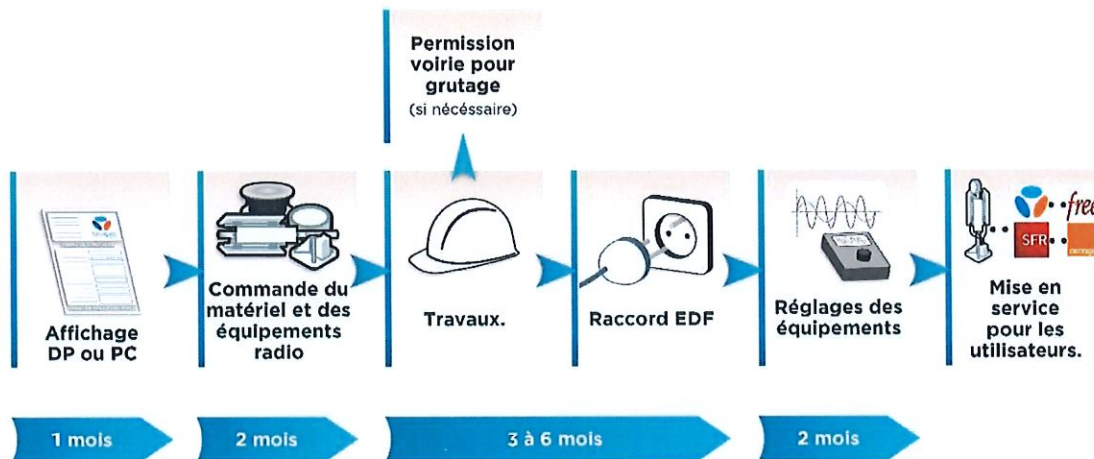 Permission
voirie pour
grutage
(si nécéssaire)
Affichage
DP ou PC
Commande du
matériel et des
équipements
radio
Travaux.
Raccord EDF
Réglages des
équipements
SFR
free
Mise en
service
pour les
utilisateurs.
1 mois
2 mois
3 à 6 mois
2 mois